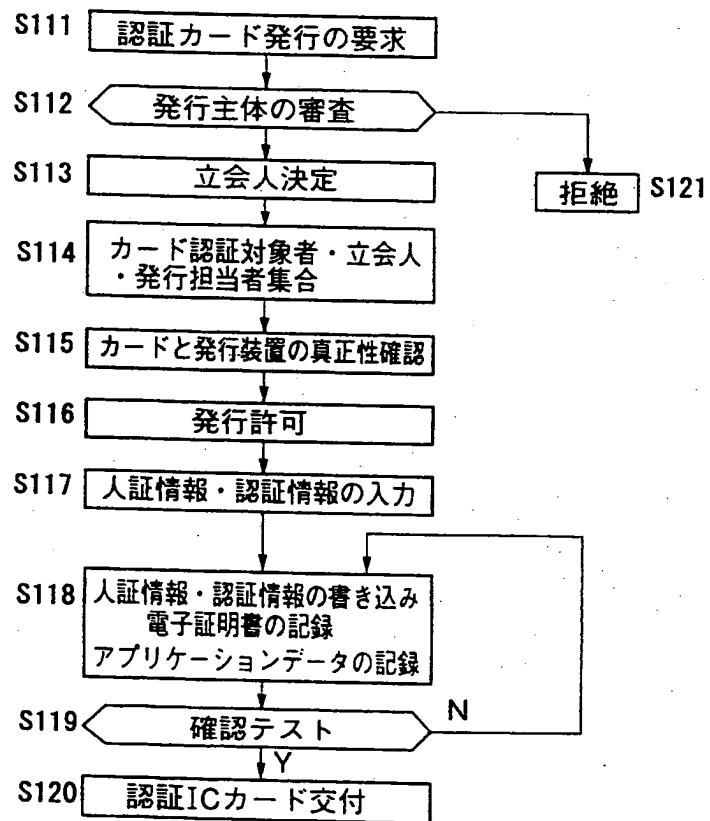 S111 認証カード発行の要求
S112 発行主体の審査
S113 立会人決定
拒絶 S121
S114 カード認証対象者・立会人
・発行担当者集合
S115 カードと発行装置の真正性確認
S116 発行許可
S117 人証情報・認証情報の入力
S118 人証情報・認証情報の書き込み
電子証明書の記録
アプリケーションデータの記録
S119 確認テスト N
Y
S120 認証ICカード交付